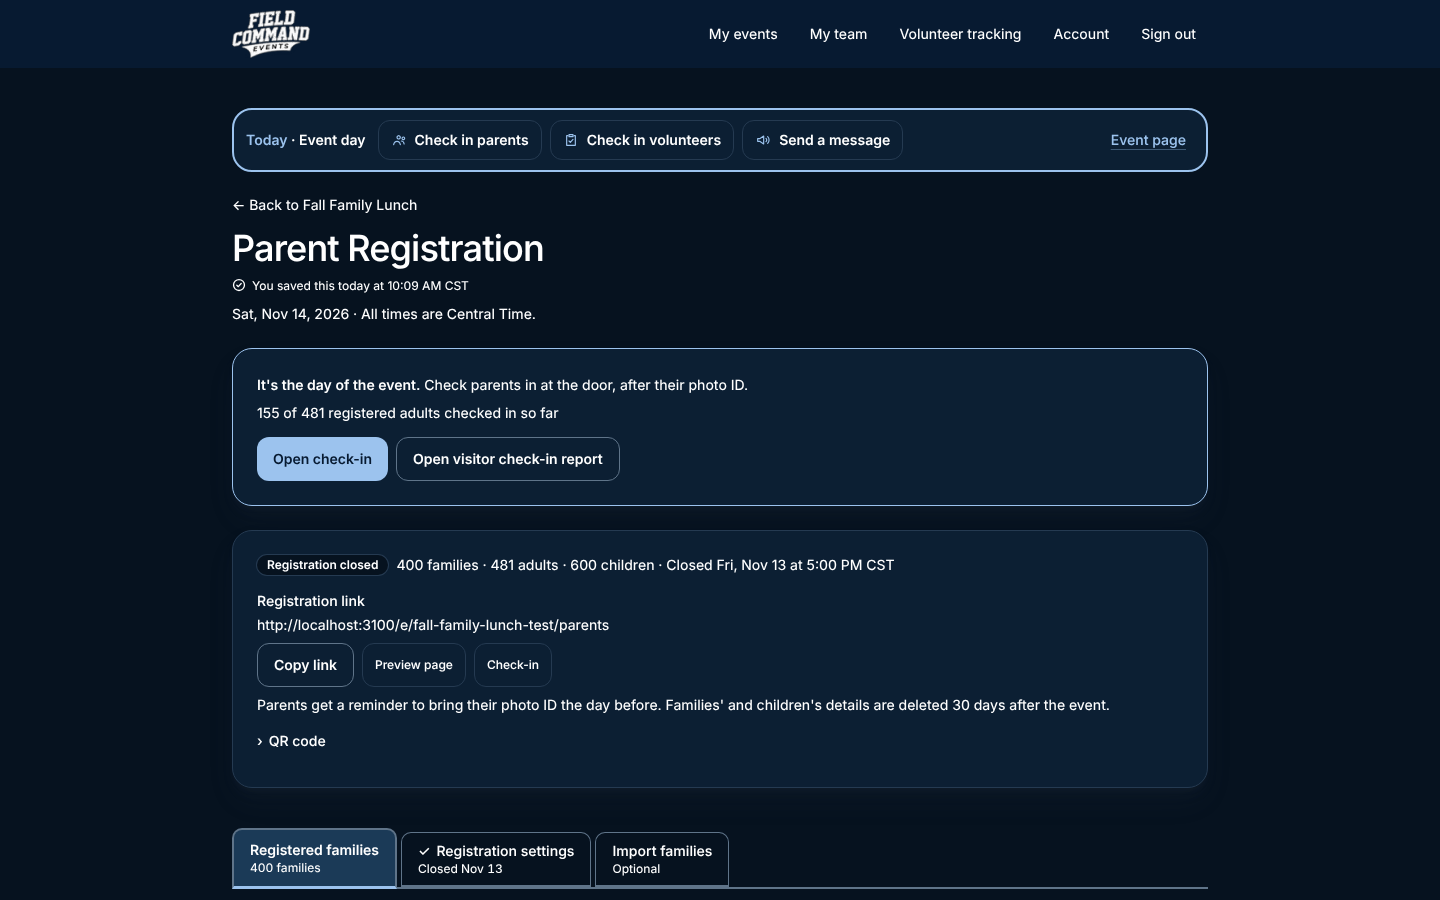 FIELD
COMMAND
EVENTS
My events
My team
Volunteer tracking
Account
Sign out
Today · Event day
Check in parents
Check in volunteers
Send a message
Event page
← Back to Fall Family Lunch
Parent Registration
You saved this today at 10:09 AM CST
Sat, Nov 14, 2026 · All times are Central Time.
It's the day of the event. Check parents in at the door, after their photo ID.
155 of 481 registered adults checked in so far
Open check-in
Open visitor check-in report
Registration closed
400 families · 481 adults · 600 children · Closed Fri, Nov 13 at 5:00 PM CST
Registration link
http://localhost:3100/e/fall-family-lunch-test/parents
Copy link
Preview page
Check-in
Parents get a reminder to bring their photo ID the day before. Families' and children's details are deleted 30 days after the event.
› QR code
Registered families
400 families
✓ Registration settings
Closed Nov 13
Import families
Optional